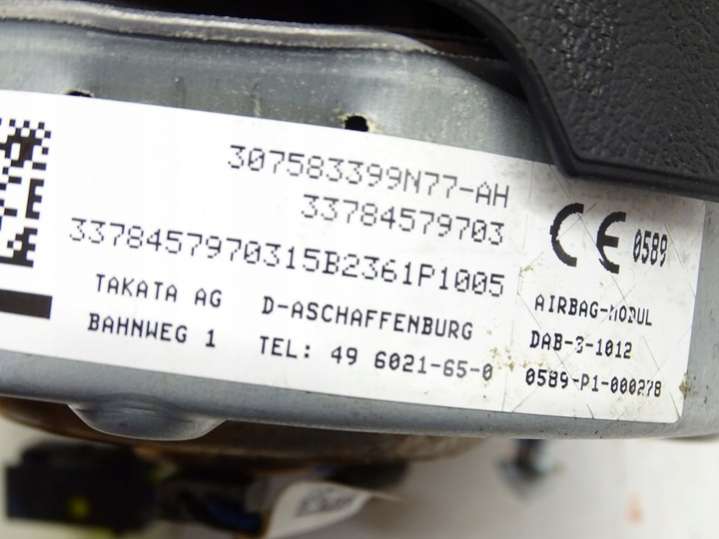 307583399N77-AH
33784579703
3378457970315B2361P1005
TAKATA AG D-ASCHAFFENBURG
BAHNWEG 1 TEL: 49 6021-65-0
CE 0589
AIRBAG-MODUL
DAB-3-1012
0589-P1-000278